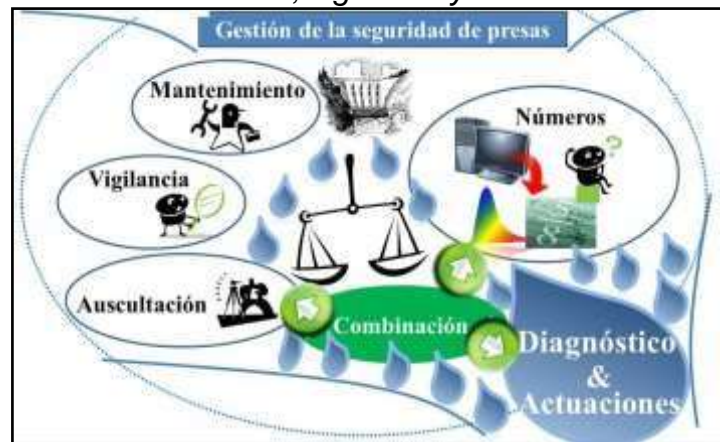 Gestión de la seguridad de presas
Mantenimiento
Números
?
Vigilancia
Auscultación
Combinación
Diagnóstico
&
Actuaciones